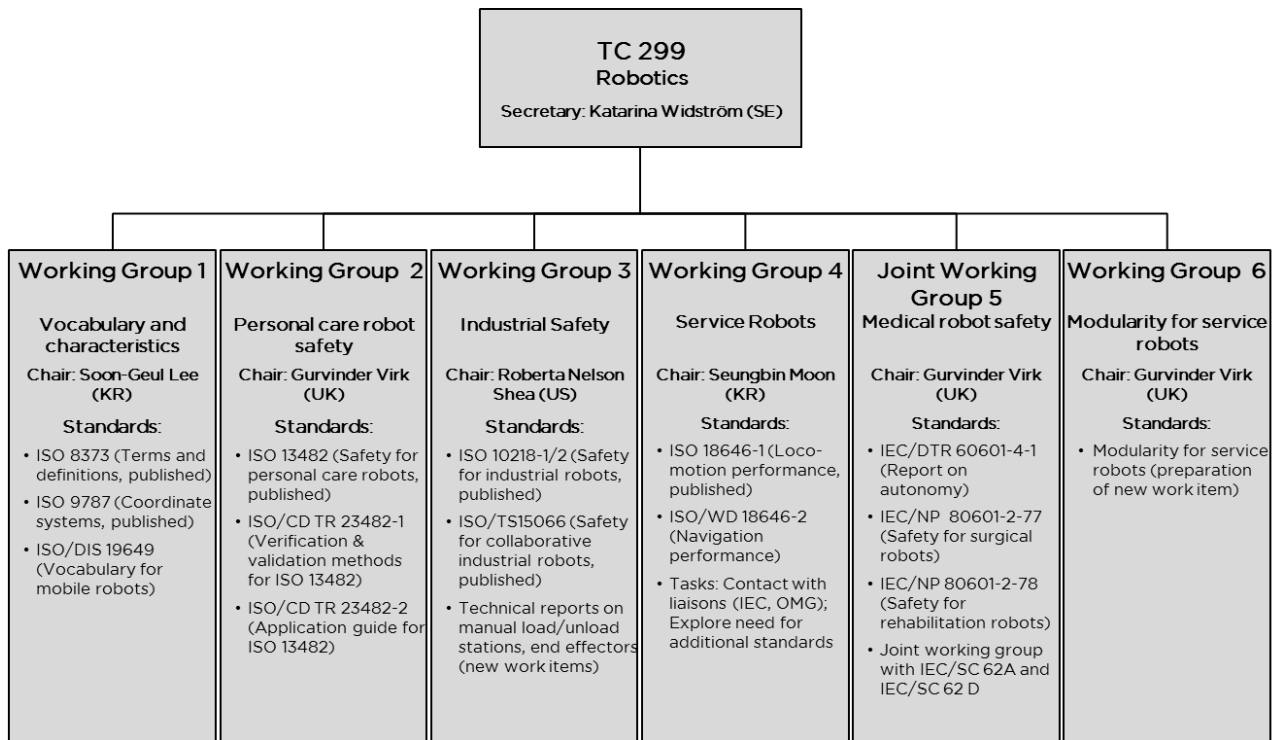 TC 299
Robotics
Secretary: Katarina Widström (SE)
Working Group 1
Vocabulary and
characteristics
Chair: Soon-Geul Lee
(KR)
Standards:
• ISO 8373 (Terms and
definitions, published)
• ISO 9787 (Coordinate
systems, published)
• ISO/DIS 19649
(Vocabulary for
mobile robots)
Working Group 2
Personal care robot
safety
Chair: Gurvinder Virk
(UK)
Standards:
• ISO 13482 (Safety for
personal care robots,
published)
• ISO/CD TR 23482-1
(Verification &
validation methods
for ISO 13482)
• ISO/CD TR 23482-2
(Application guide for
ISO 13482)
Working Group 3
Industrial Safety
Chair: Roberta Nelson
Shea (US)
Standards:
• ISO 10218-1/2 (Safety
for industrial robots,
published)
• ISO/TS15066 (Safety
for collaborative
industrial robots,
published)
• Technical reports on
manual load/unload
stations, end effectors
(new work items)
Working Group 4
Service Robots
Chair: Seungbin Moon
(KR)
Standards:
• ISO 18646-1 (Loco-
motion performance,
published)
• ISO/WD 18646-2
(Navigation
performance)
• Tasks: Contact with
liaisons (IEC, OMG);
Explore need for
additional standards
Joint Working
Group 5
Medical robot safety
Chair: Gurvinder Virk
(UK)
Standards:
• IEC/DTR 60601-4-1
(Report on
autonomy)
• IEC/NP 80601-2-77
(Safety for surgical
robots)
• IEC/NP 80601-2-78
(Safety for
rehabilitation robots)
• Joint working group
with IEC/SC 62A and
IEC/SC 62 D
Working Group 6
Modularity for service
robots
Chair: Gurvinder Virk
(UK)
Standards:
• Modularity for service
robots (preparation
of new work item)